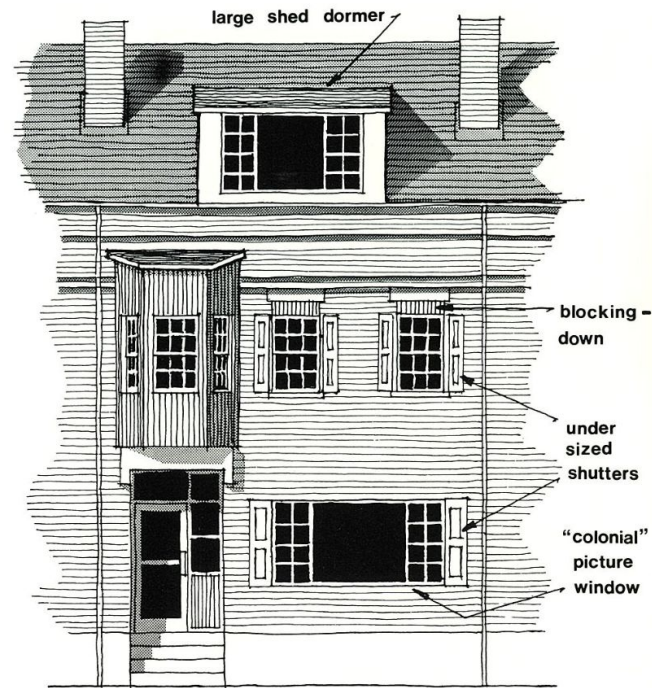 large shed dormer
blocking-
down
under
sized
shutters
"colonial"
picture
window